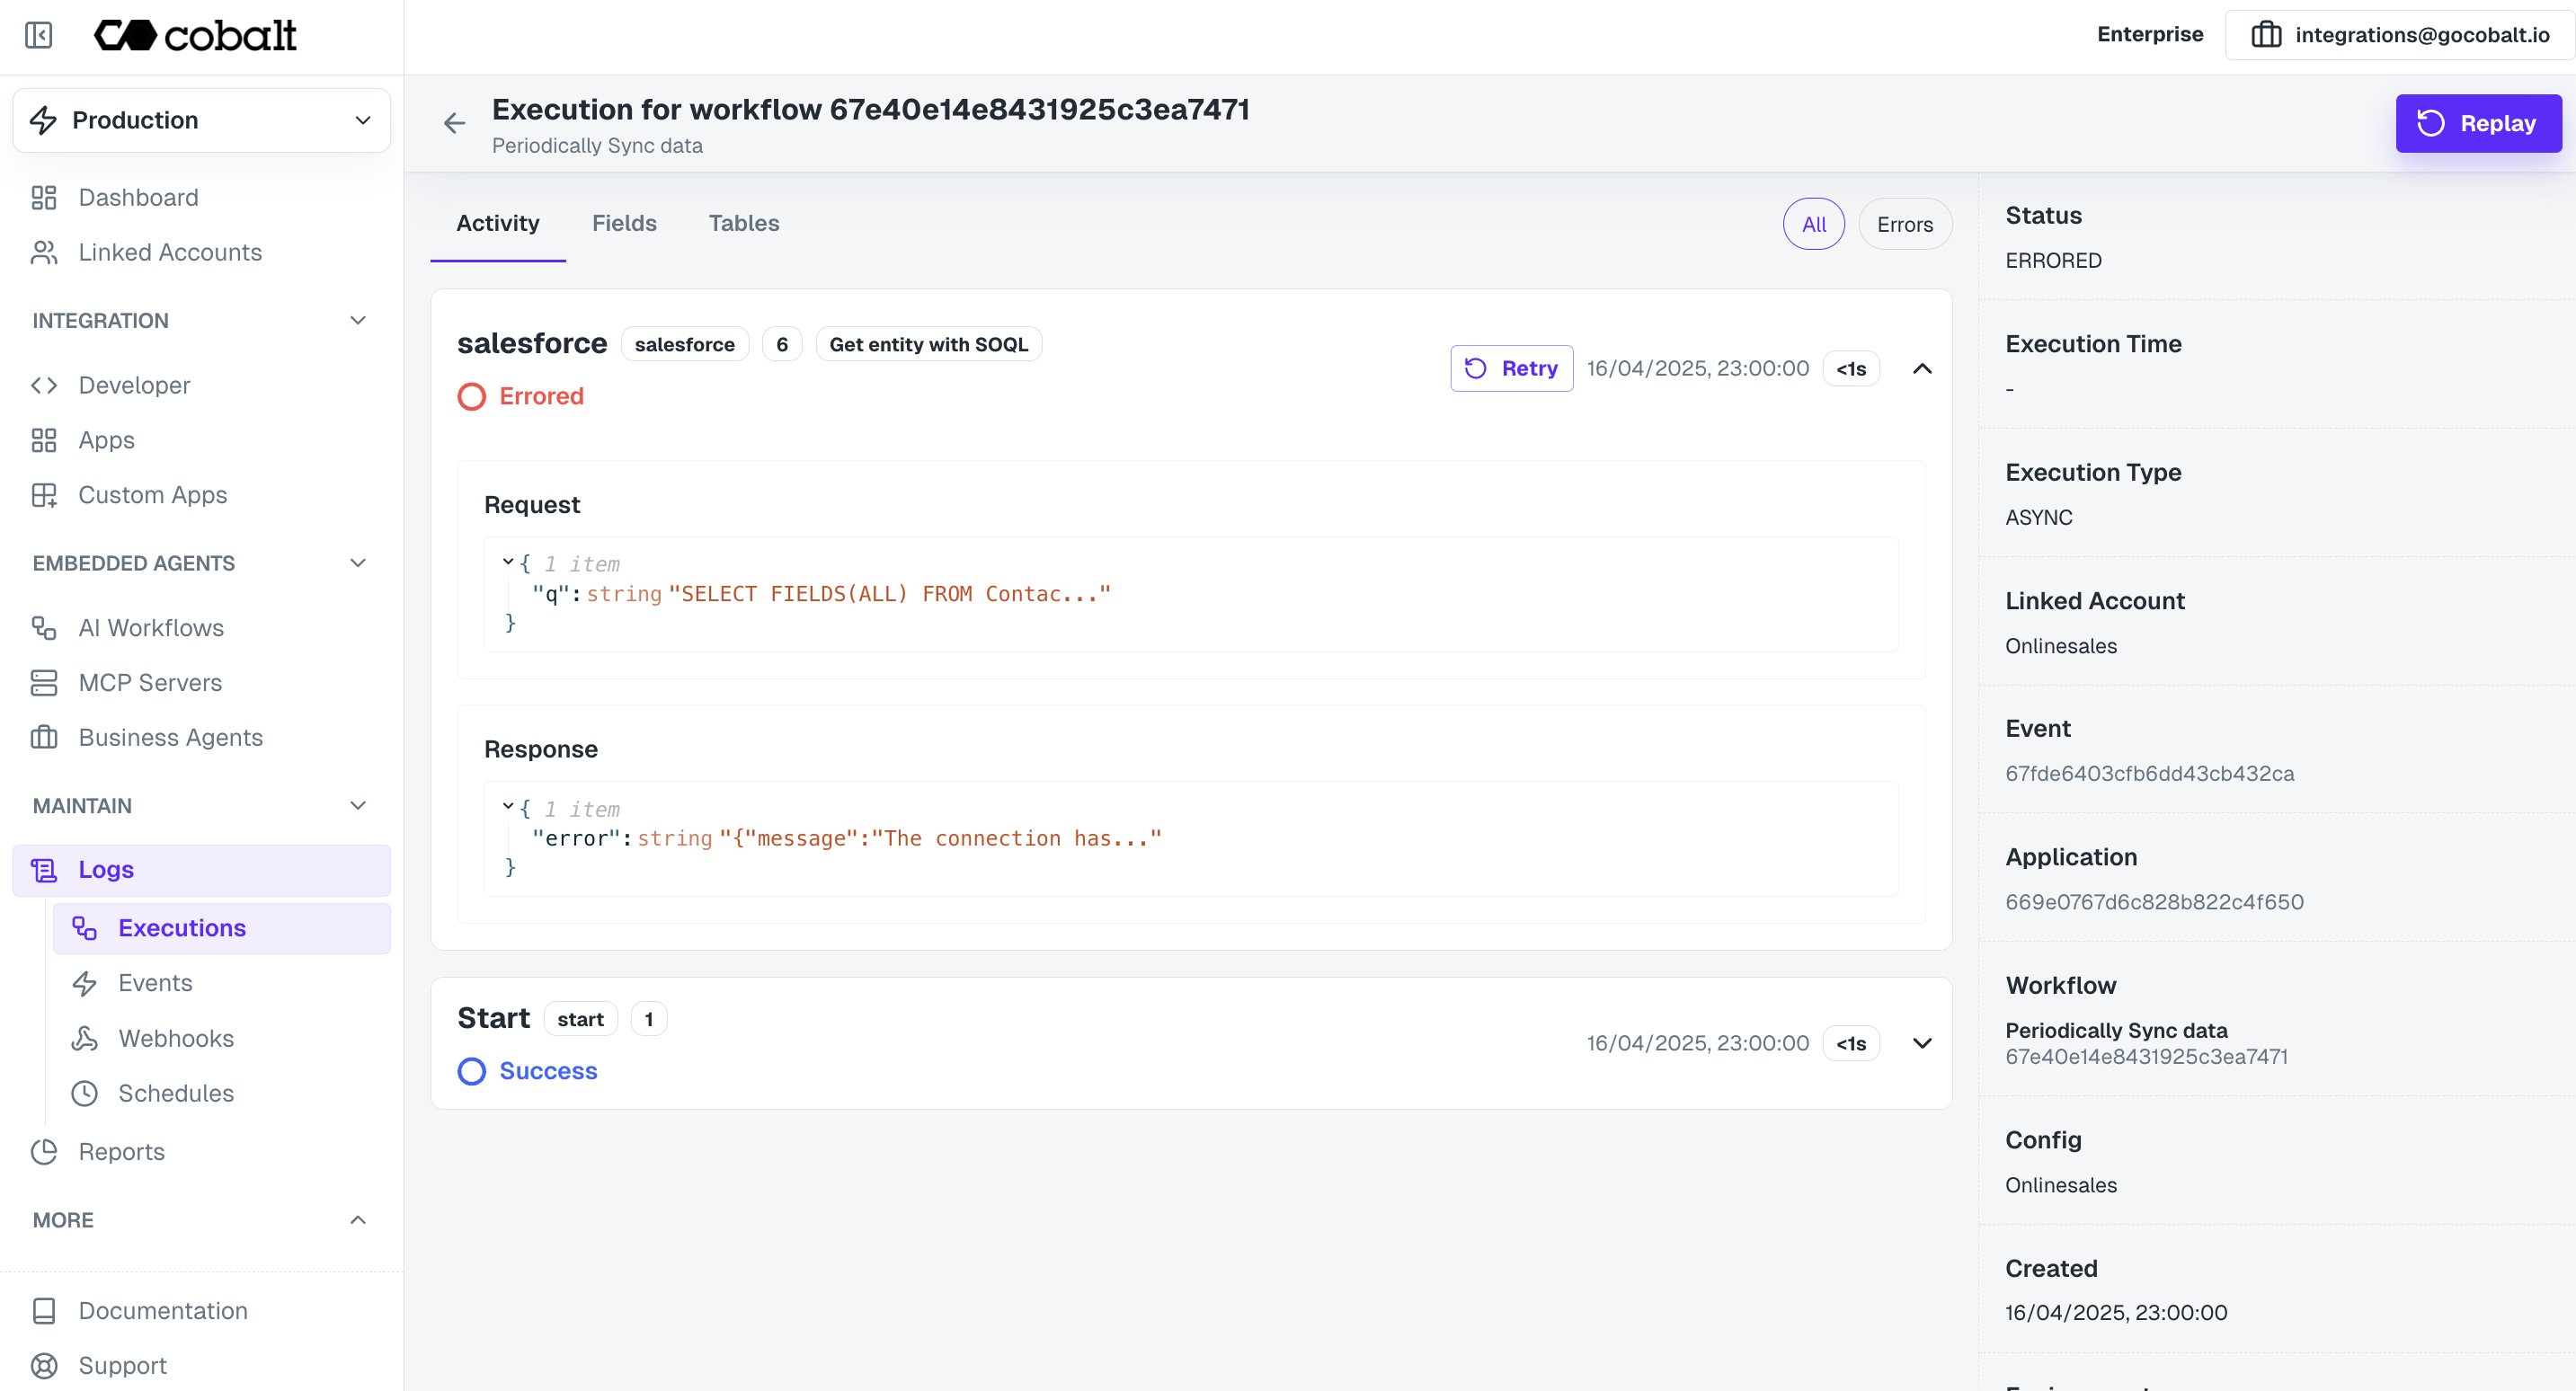 cobalt
Enterprise
integrations@gocobalt.io
Production
Dashboard
Linked Accounts
INTEGRATION
Developer
Apps
Custom Apps
EMBEDDED AGENTS
AI Workflows
MCP Servers
Business Agents
MAINTAIN
Logs
Executions
Events
Webhooks
Schedules
Reports
MORE
Documentation
Support
Execution for workflow 67e40e14e8431925c3ea7471
Periodically Sync data
Replay
Activity Fields Tables
All Errors
salesforce salesforce 6 Get entity with SOQL
Errored
Retry 16/04/2025, 23:00:00 <1s
Request
{ 1 item
"q": string "SELECT FIELDS(ALL) FROM Contac..."
}
Response
{ 1 item
"error": string "{"message":"The connection has..."
}
Start start 1
Success
16/04/2025, 23:00:00 <1s
Status
ERRORED
Execution Time
-
Execution Type
ASYNC
Linked Account
Onlinesales
Event
67fde6403cfb6dd43cb432ca
Application
669e0767d6c828b822c4f650
Workflow
Periodically Sync data
67e40e14e8431925c3ea7471
Config
Onlinesales
Created
16/04/2025, 23:00:00